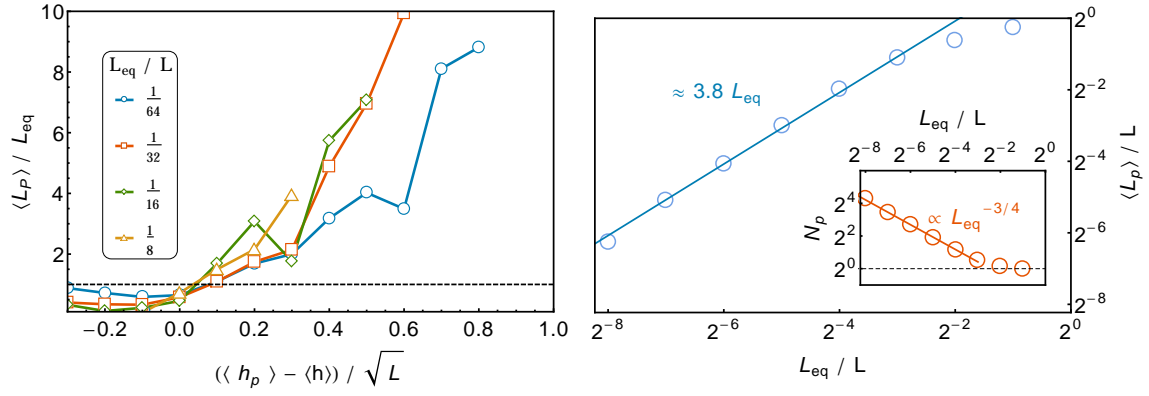 10
8
6
4
2
⟨L_P⟩ / L_eq
L_eq / L
1/64
1/32
1/16
1/8
−0.2 0.0 0.2 0.4 0.6 0.8 1.0
(⟨ h_p ⟩ − ⟨h⟩) / √L
≈ 3.8 L_eq
2^0
2^−2
2^−4
2^−6
2^−8
⟨L_p⟩ / L
2^−8 2^−6 2^−4 2^−2 2^0
L_eq / L
L_eq / L
2^−8 2^−6 2^−4 2^−2 2^0
2^4
2^2
2^0
N_p
∝ L_eq^−3/4